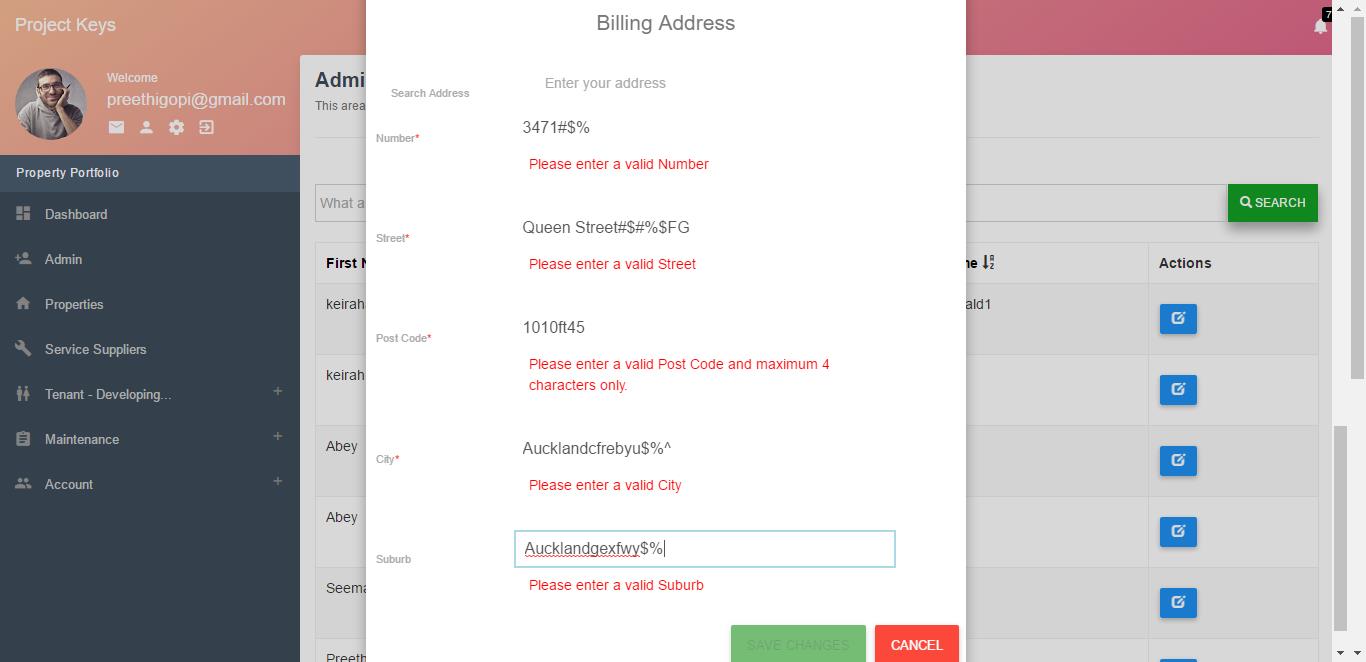 Project Keys
7
Welcome
preethigopi@gmail.com
Property Portfolio
Dashboard
Admin
Properties
Service Suppliers
Tenant - Developing...
+
Maintenance
+
Account
+
Admi
This area
What a
SEARCH
First N
ne
Actions
keirah
ald1
keirah
Abey
Abey
Seema
Preeth
Billing Address
Search Address
Enter your address
Number*
3471#$%
Please enter a valid Number
Street*
Queen Street#$#%$FG
Please enter a valid Street
Post Code*
1010ft45
Please enter a valid Post Code and maximum 4
characters only.
City*
Aucklandcfrebyu$%^
Please enter a valid City
Suburb
Aucklandgexfwy$%
Please enter a valid Suburb
SAVE CHANGES
CANCEL